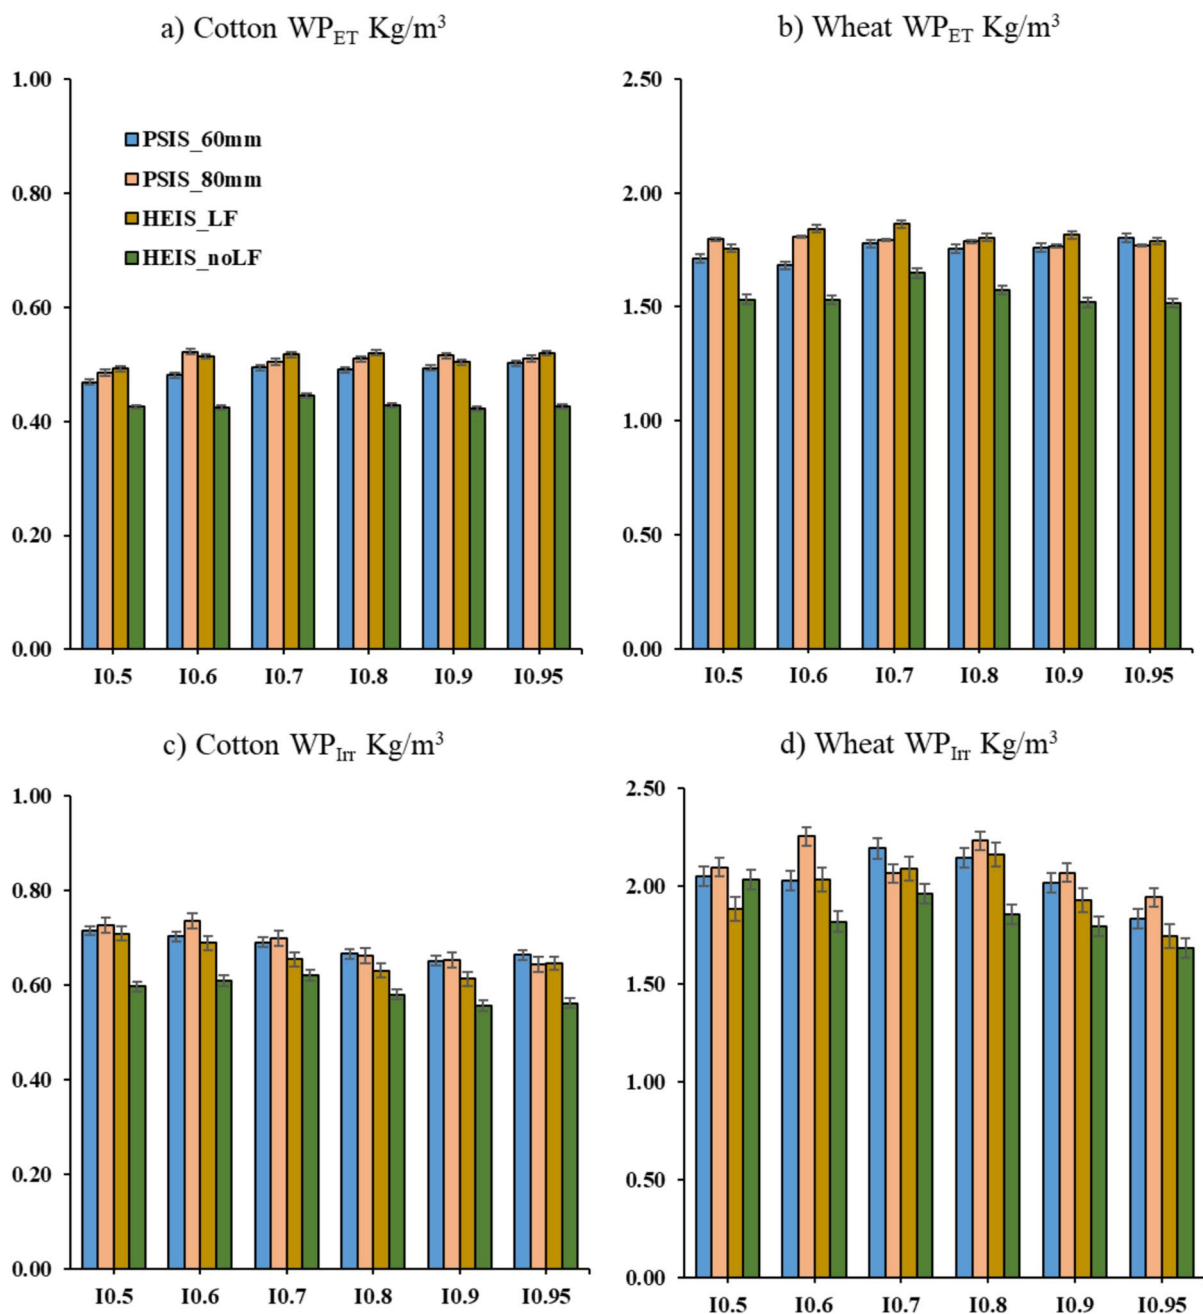 a) Cotton WP_ET Kg/m³
1.00
0.80
0.60
0.40
0.20
0.00
PSIS_60mm
PSIS_80mm
HEIS_LF
HEIS_noLF
I0.5 I0.6 I0.7 I0.8 I0.9 I0.95
b) Wheat WP_ET Kg/m³
2.50
2.00
1.50
1.00
0.50
0.00
I0.5 I0.6 I0.7 I0.8 I0.9 I0.95
c) Cotton WP_Irr Kg/m³
1.00
0.80
0.60
0.40
0.20
0.00
I0.5 I0.6 I0.7 I0.8 I0.9 I0.95
d) Wheat WP_Irr Kg/m³
2.50
2.00
1.50
1.00
0.50
0.00
I0.5 I0.6 I0.7 I0.8 I0.9 I0.95